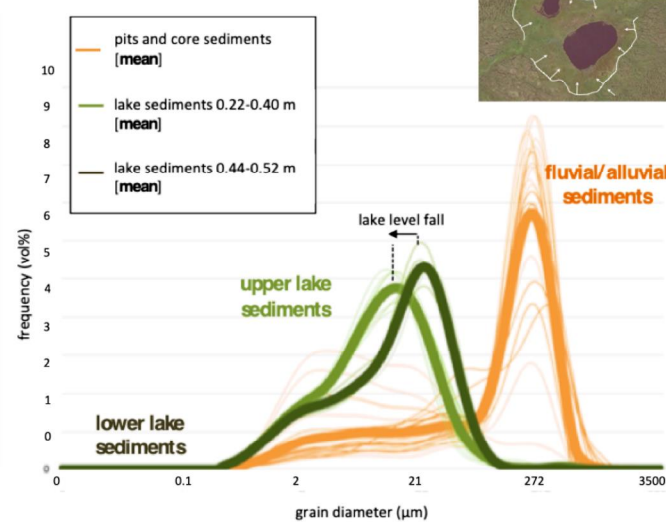 pits and core sediments
[mean]
lake sediments 0.22-0.40 m
[mean]
lake sediments 0.44-0.52 m
[mean]
fluvial/alluvial
sediments
lake level fall
upper lake
sediments
lower lake
sediments
frequency (vol%)
10
9
8
7
6
5
4
3
2
1
0
0
0
0.1
2
21
272
3500
grain diameter (µm)